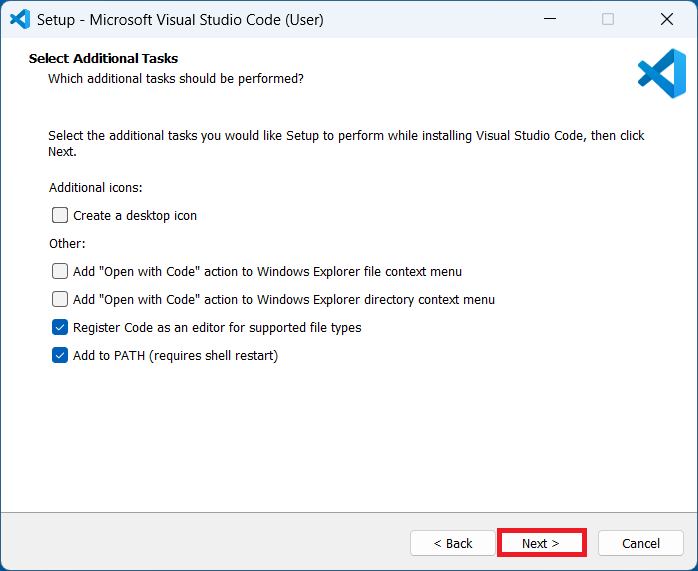 Setup - Microsoft Visual Studio Code (User)
Select Additional Tasks
Which additional tasks should be performed?
Select the additional tasks you would like Setup to perform while installing Visual Studio Code, then click
Next.
Additional icons:
Create a desktop icon
Other:
Add "Open with Code" action to Windows Explorer file context menu
Add "Open with Code" action to Windows Explorer directory context menu
Register Code as an editor for supported file types
Add to PATH (requires shell restart)
< Back
Next >
Cancel